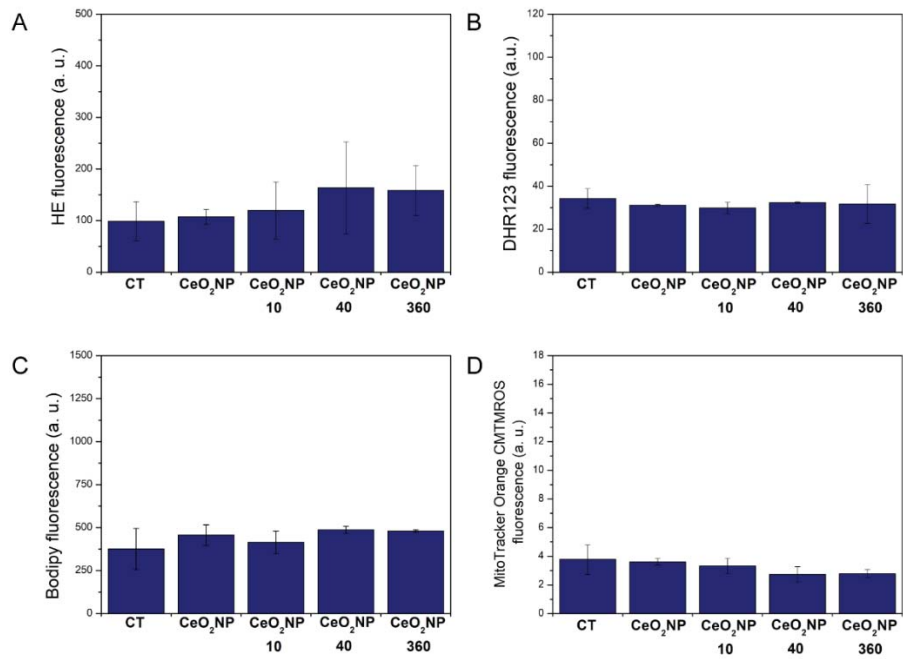 A
HE fluorescence (a. u.)
500
400
300
200
100
0
CT CeO₂NP CeO₂NP CeO₂NP CeO₂NP
10 40 360
B
DHR123 fluorescence (a.u.)
120
100
80
60
40
20
0
CT CeO₂NP CeO₂NP CeO₂NP CeO₂NP
10 40 360
C
Bodipy fluorescence (a. u.)
1500
1250
1000
750
500
250
0
CT CeO₂NP CeO₂NP CeO₂NP CeO₂NP
10 40 360
D
MitoTracker Orange CMTMROS
fluorescence (a. u.)
18
16
14
12
10
8
6
4
2
0
CT CeO₂NP CeO₂NP CeO₂NP CeO₂NP
10 40 360